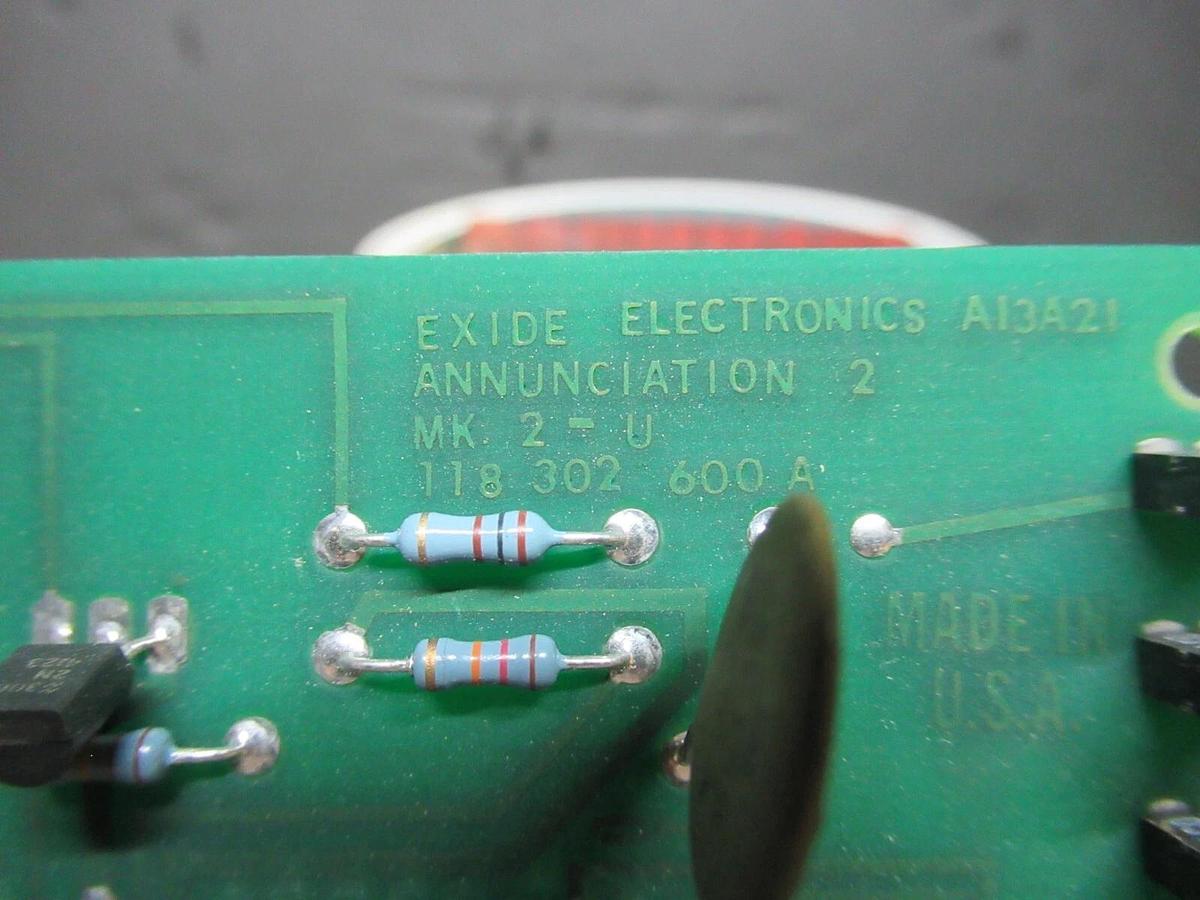 EXIDE ELECTRONICS A13A21
ANNUNCIATION 2
MK 2 - U
118 302 600 A
MADE IN
U.S.A.